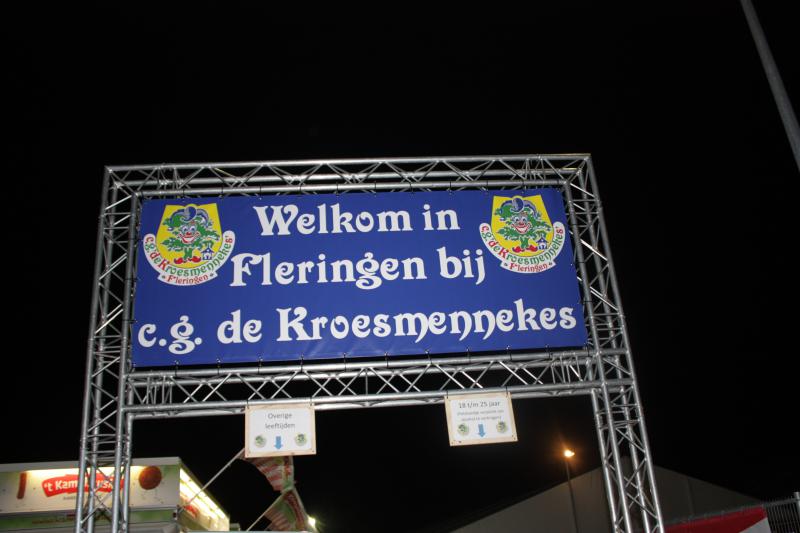 Welkom in
Fleringen bij
c.g. de Kroesmennekes
c.g. de Kroesmennekes
Fleringen
c.g. de Kroesmennekes
Fleringen
Overige
leeftijden
18 t/m 25 jaar
't